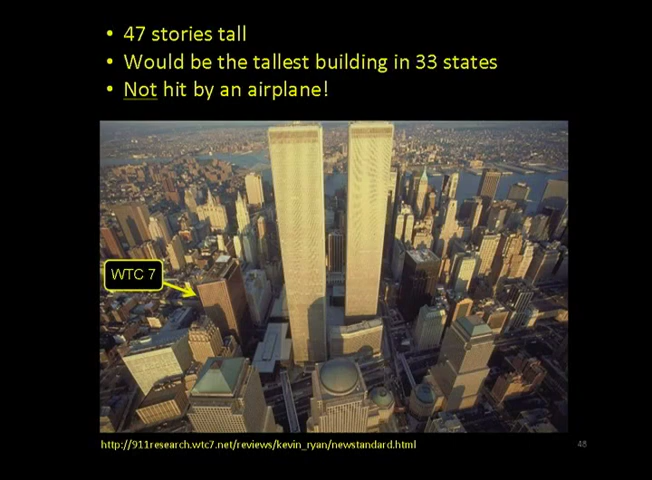 • 47 stories tall
• Would be the tallest building in 33 states
• Not hit by an airplane!
WTC 7
http://911research.wtc7.net/reviews/kevin_ryan/newstandard.html
48